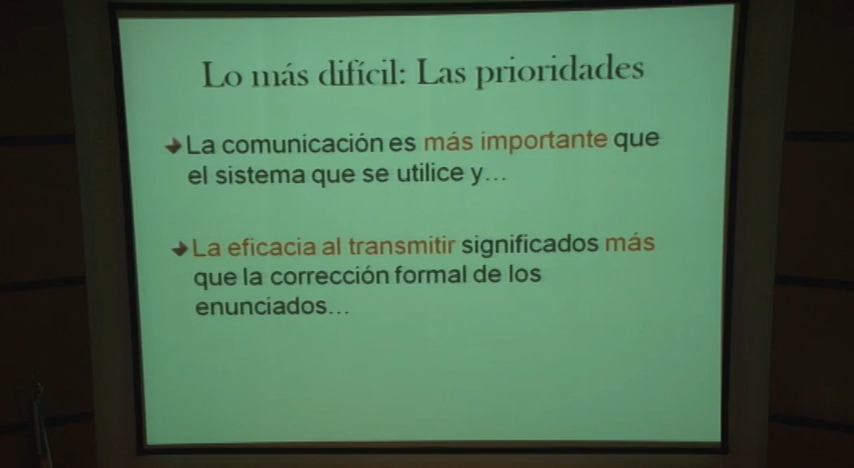 Lo más difícil: Las prioridades
La comunicación es más importante que
el sistema que se utilice y...
La eficacia al transmitir significados más
que la corrección formal de los
enunciados...